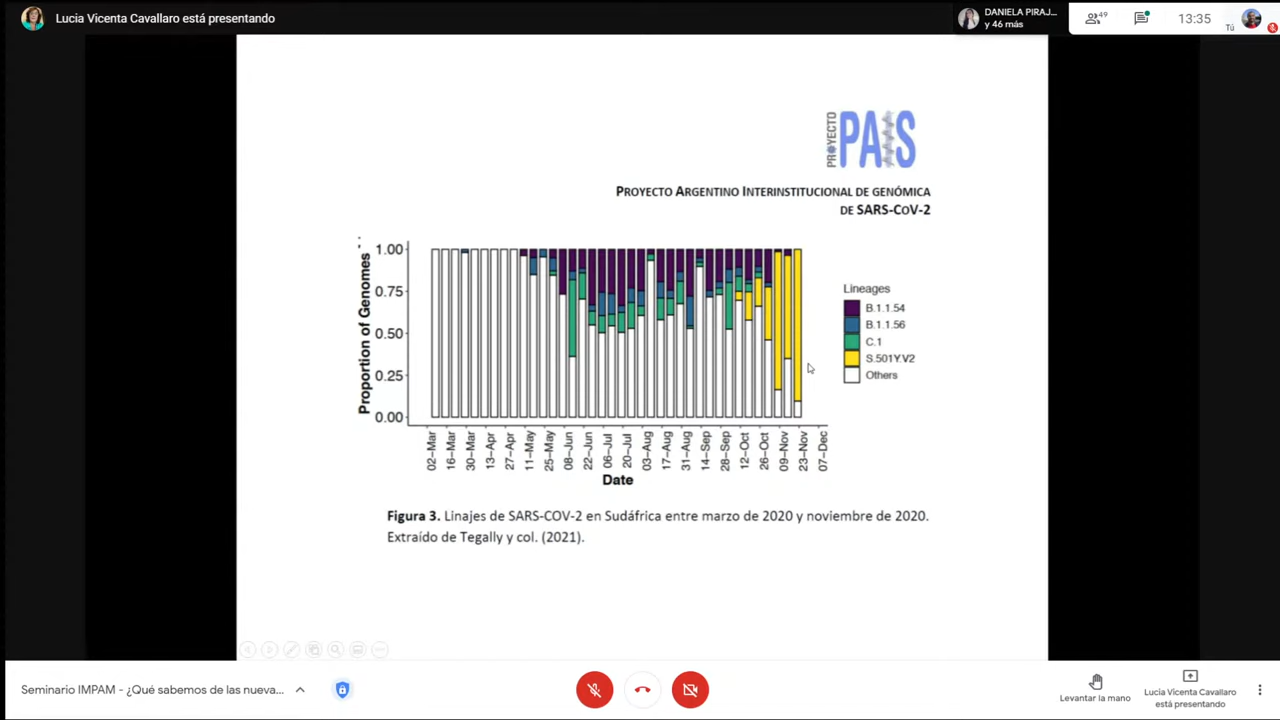 Lucia Vicenta Cavallaro está presentando
DANIELA PIRAJ...
y 46 más
49
13:35
Tú
PROYECTO
PAIS
PROYECTO ARGENTINO INTERINSTITUCIONAL DE GENÓMICA
DE SARS-COV-2
Proportion of Genomes
1.00
0.75
0.50
0.25
0.00
02-Mar
16-Mar
30-Mar
13-Apr
27-Apr
11-May
25-May
08-Jun
22-Jun
06-Jul
20-Jul
03-Aug
17-Aug
31-Aug
14-Sep
28-Sep
12-Oct
26-Oct
09-Nov
23-Nov
07-Dec
Date
Lineages
B.1.1.54
B.1.1.56
C.1
S.501Y.V2
Others
Figura 3. Linajes de SARS-COV-2 en Sudáfrica entre marzo de 2020 y noviembre de 2020.
Extraído de Tegally y col. (2021).
Seminario IMPAM - ¿Qué sabemos de las nueva...
Levantar la mano
Lucia Vicenta Cavallaro
está presentando